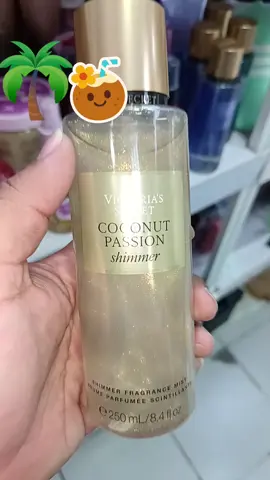 VICTORIA'S
SECRET
COCONUT
PASSION
shimmer
SHIMMER FRAGRANCE MIST
BRUME PARFUMÉE SCINTILLANTE
℮ 250 mL/8.4 fl oz